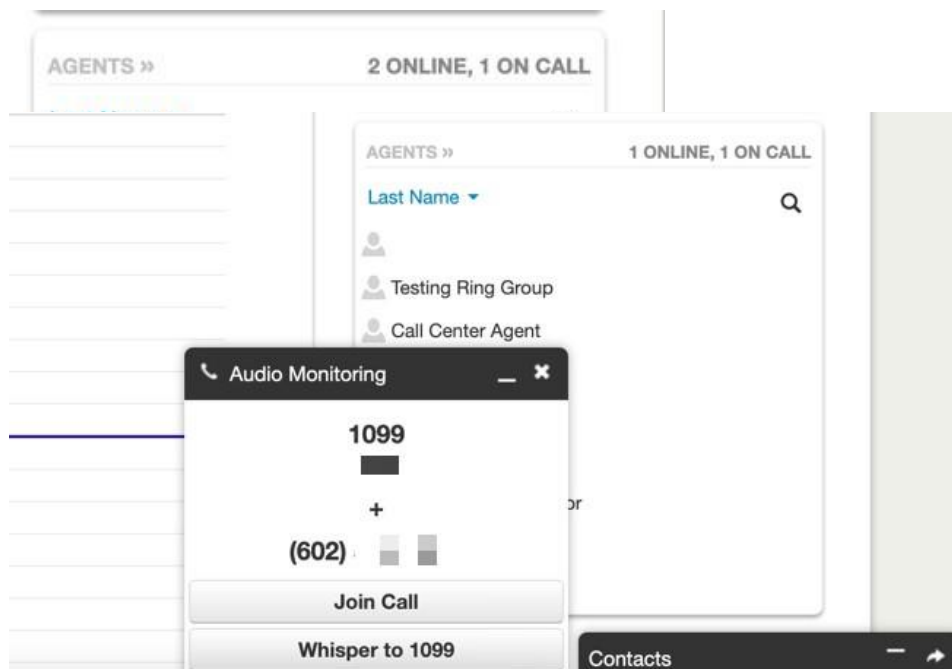 AGENTS »
2 ONLINE, 1 ON CALL
AGENTS »
1 ONLINE, 1 ON CALL
Last Name
Testing Ring Group
Call Center Agent
Audio Monitoring
1099
+
or
(602)
Join Call
Whisper to 1099
Contacts